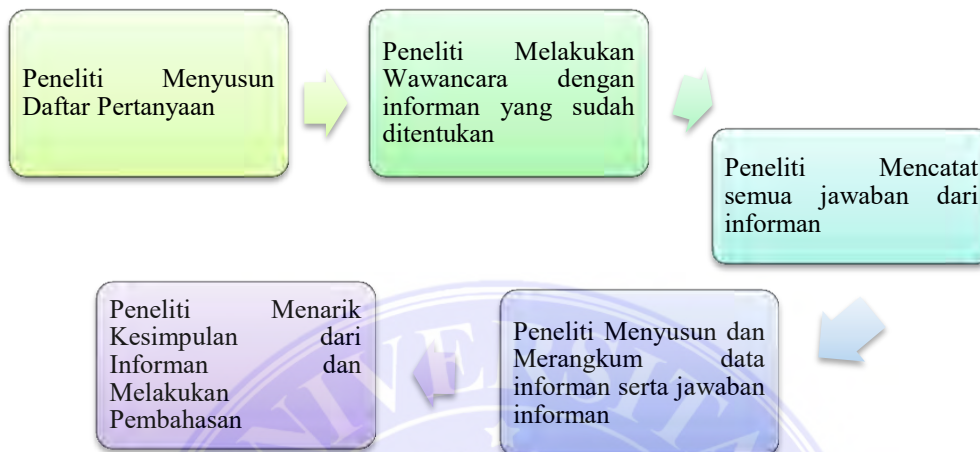 Peneliti Menyusun
Daftar Pertanyaan
Peneliti Melakukan
Wawancara dengan
informan yang sudah
ditentukan
Peneliti Mencatat
semua jawaban dari
informan
Peneliti Menyusun dan
Merangkum data
informan serta jawaban
informan
Peneliti Menarik
Kesimpulan dari
Informan dan
Melakukan
Pembahasan